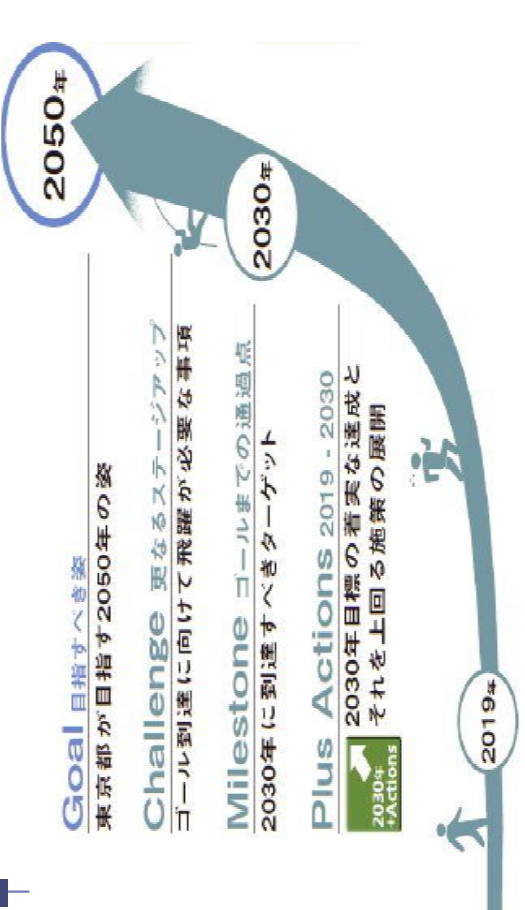 2050年
Goal 目指すべき姿
東京都が目指す2050年の姿
Challenge 更なるステージアップ
ゴール到達に向けて飛躍が必要な事項
2030年
Milestone ゴールまでの通過点
2030年に到達すべきターゲット
Plus Actions 2019 - 2030
2030年
+Actions
2030年目標の着実な達成と
それを上回る施策の展開
2019年